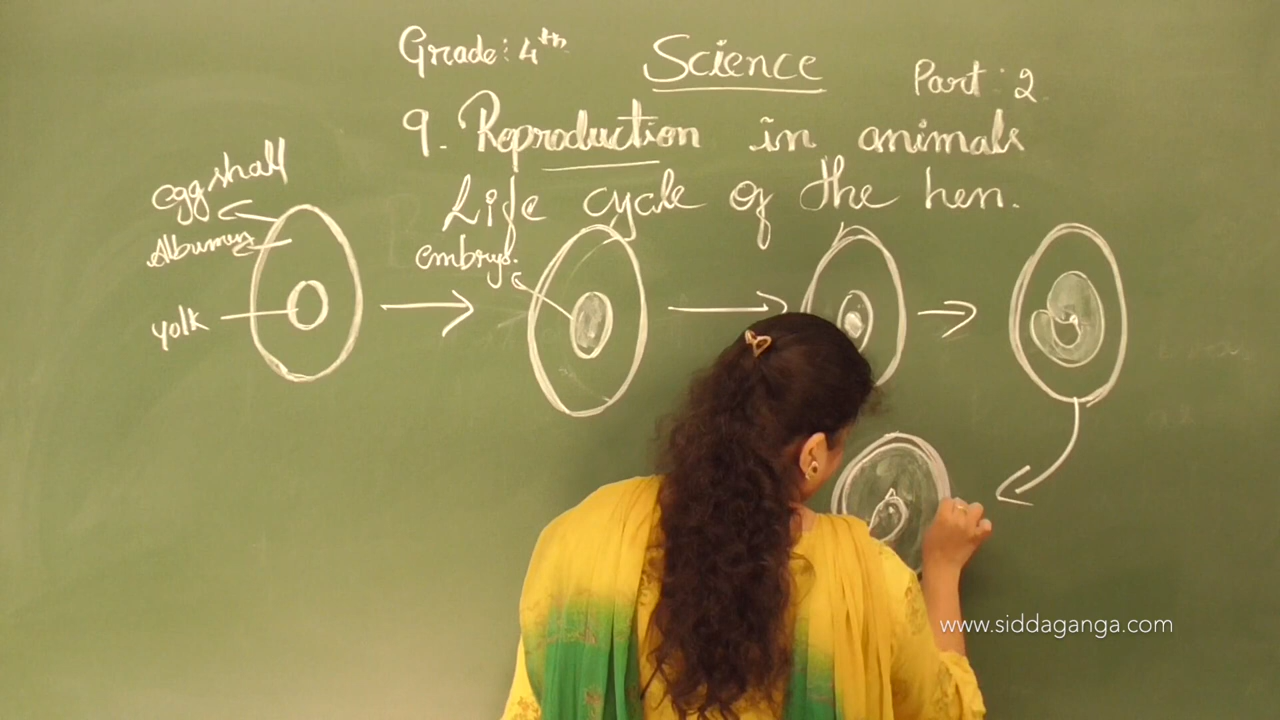 Grade: 4th
Science
Part: 2
9. Reproduction in animals
Life cycle of the hen.
egg shall
Albumen
yolk
embryo.
www.siddaganga.com